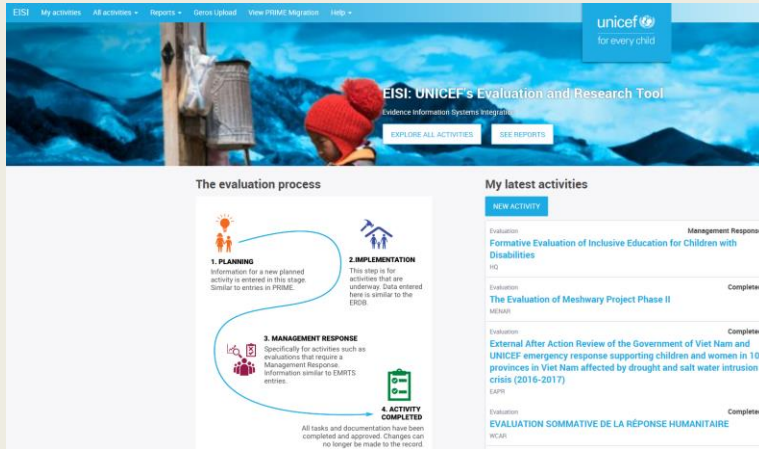 EISI My activities All activities Reports Geros Upload View PRIME Migration Help
unicef
for every child
EISI: UNICEF's Evaluation and Research Tool
Evidence Information Systems Integration
EXPLORE ALL ACTIVITIES SEE REPORTS
The evaluation process
1. PLANNING
Information for a new planned
activity is entered in this stage.
Similar to entries in PRIME.
2.IMPLEMENTATION
This step is for
activities that are
underway. Data entered
here is similar to the
ERDB.
3. MANAGEMENT RESPONSE
Specifically for activities such as
evaluations that require a
Management Response.
Information similar to EMRTS
entries.
4. ACTIVITY
COMPLETED
All tasks and documentation have been
completed and approved. Changes can
no longer be made to the record.
My latest activities
NEW ACTIVITY
Evaluation Management Respons
Formative Evaluation of Inclusive Education for Children with
Disabilities
HQ
Evaluation Completed
The Evaluation of Meshwary Project Phase II
MENAR
Evaluation Completed
External After Action Review of the Government of Viet Nam and
UNICEF emergency response supporting children and women in 10
provinces in Viet Nam affected by drought and salt water intrusion
crisis (2016-2017)
EAPR
Evaluation Completed
EVALUATION SOMMATIVE DE LA RÉPONSE HUMANITAIRE
WCAR